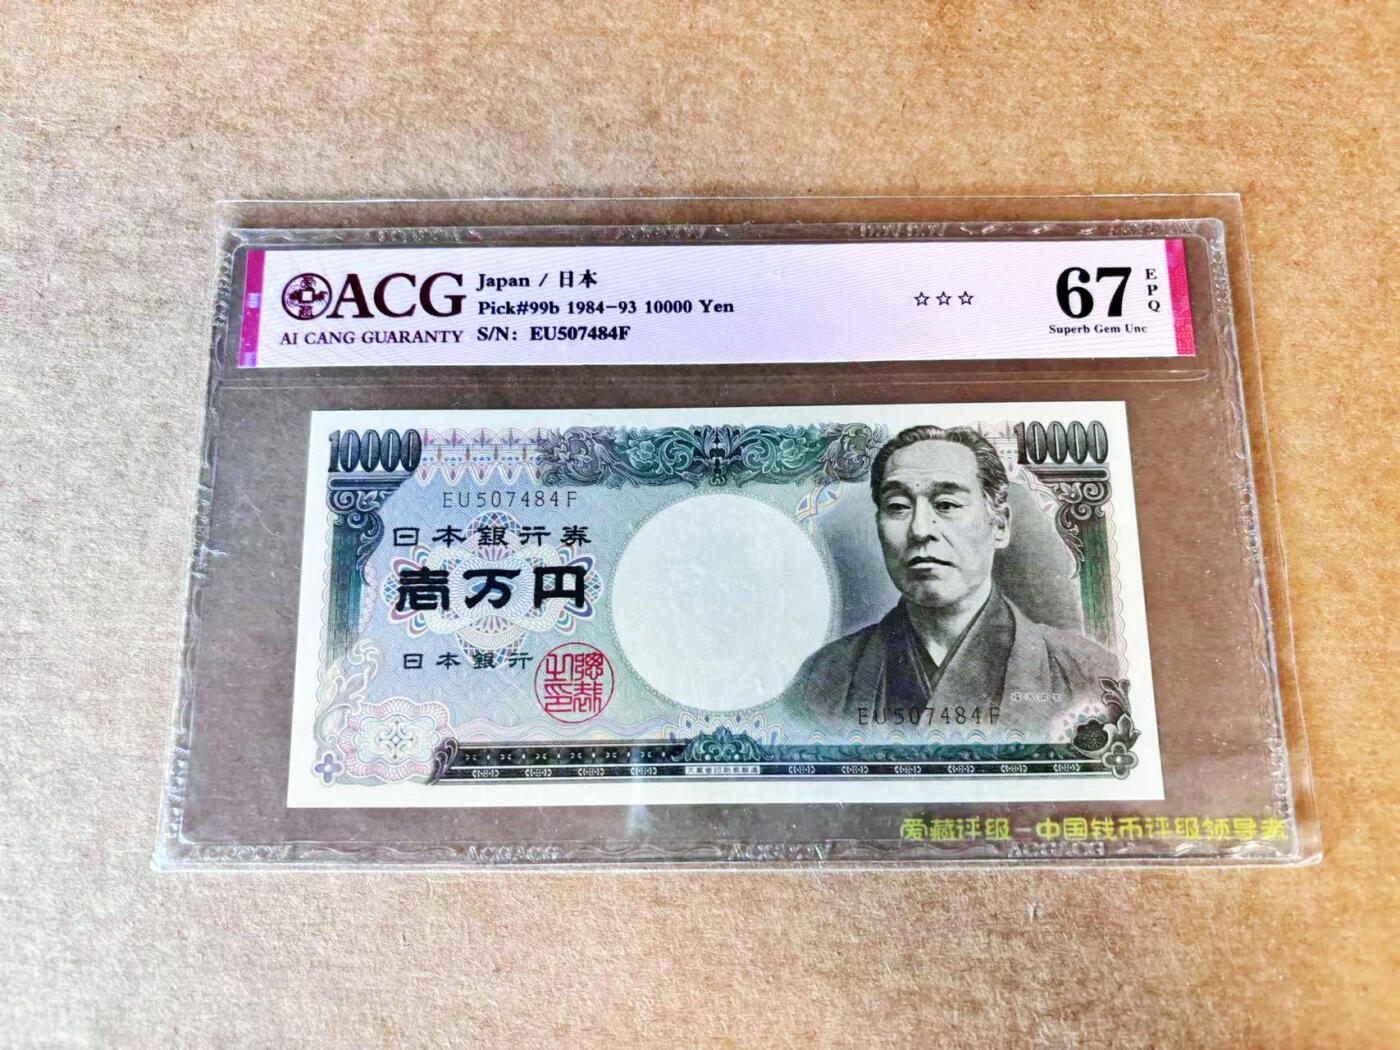 ACG
AI CANG GUARANTY
Japan / 日本
Pick#99b 1984-93 10000 Yen
S/N: EU507484F
☆☆☆
67
EPQ
Superb Gem Unc
10000
10000
EU507484F
日本銀行券
壱万円
日本銀行
EU507484F
爱藏评级-中国钱币评级领导者
ACGACG
ACGACG